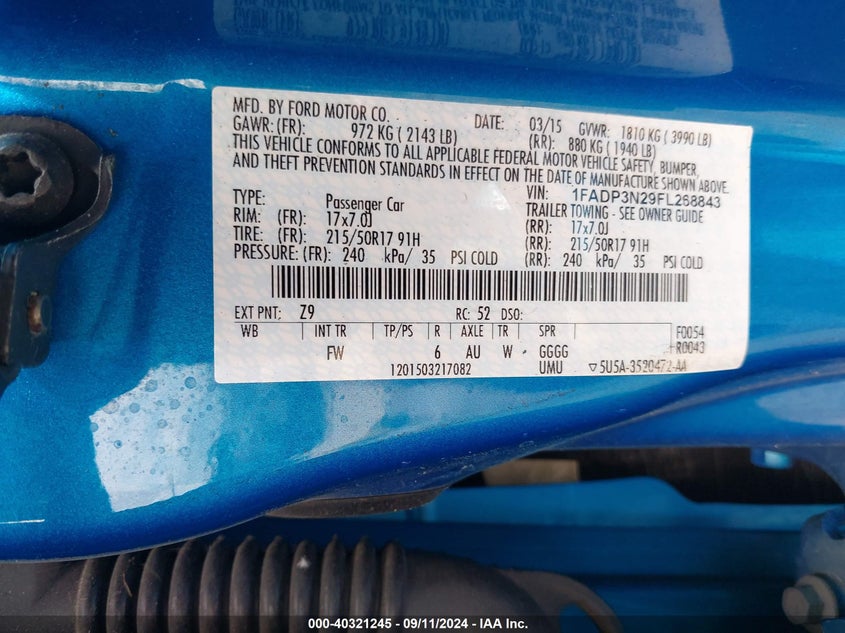 MFD. BY FORD MOTOR CO. DATE: 03/15 GVWR: 1810 KG ( 3990 LB)
GAWR: (FR): 972 KG ( 2143 LB) (RR): 880 KG ( 1940 LB)
THIS VEHICLE CONFORMS TO ALL APPLICABLE FEDERAL MOTOR VEHICLE SAFETY, BUMPER,
AND THEFT PREVENTION STANDARDS IN EFFECT ON THE DATE OF MANUFACTURE SHOWN ABOVE.
VIN: 1FADP3N29FL268843
TYPE: Passenger Car TRAILER TOWING - SEE OWNER GUIDE
RIM: (FR): 17x7.0J (RR): 17x7.0J
TIRE: (FR): 215/50R17 91H (RR): 215/50R17 91H
PRESSURE: (FR): 240 kPa/ 35 PSI COLD (RR): 240 kPa/ 35 PSI COLD
EXT PNT: Z9 RC: 52 DSO:
WB INT TR TP/PS R AXLE TR SPR F0054
FW 6 AU W GGGG R0043
1201503217082 UMU ▽5U5A-3520472-AA
000-40321245 - 09/11/2024 - IAA Inc.